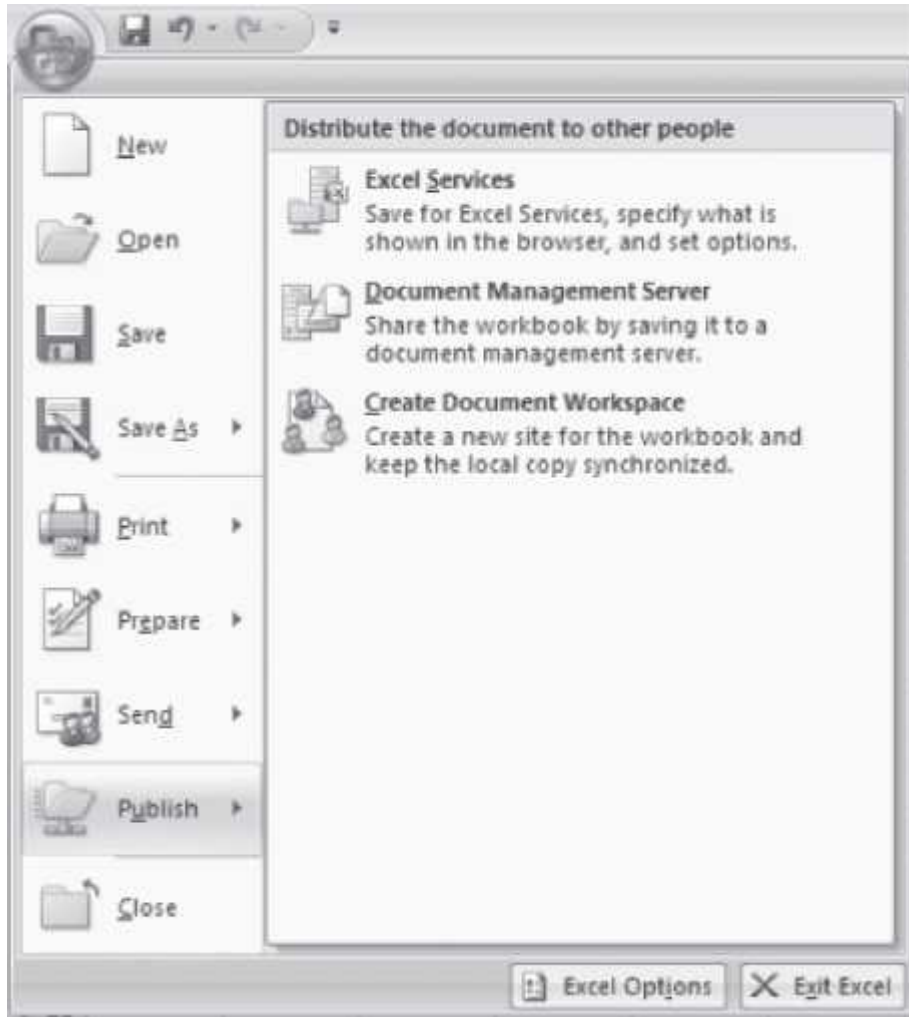 New
Open
Save
Save As
Print
Prepare
Send
Publish
Close
Distribute the document to other people
Excel Services
Save for Excel Services, specify what is
shown in the browser, and set options.
Document Management Server
Share the workbook by saving it to a
document management server.
Create Document Workspace
Create a new site for the workbook and
keep the local copy synchronized.
Excel Options
Exit Excel